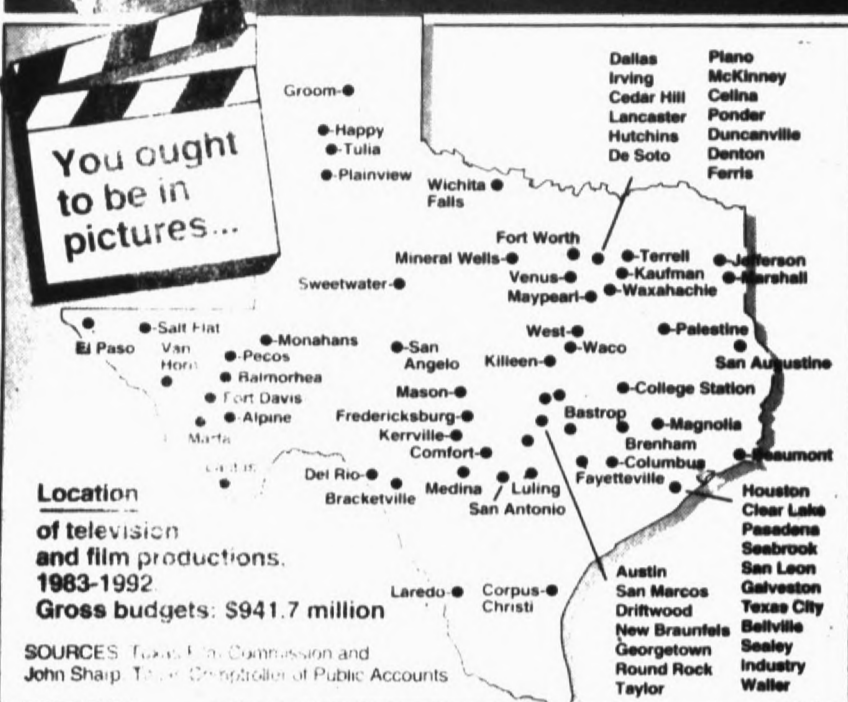 You ought
to be in
pictures...
Groom
Happy
Tulia
Plainview
Wichita
Falls
Dallas
Irving
Cedar Hill
Lancaster
Hutchins
De Soto
Plano
McKinney
Celina
Ponder
Duncanville
Denton
Ferris
Fort Worth
Mineral Wells
Terrell
Jefferson
Sweetwater
Venus
Kaufman
Marshall
Maypearl
Waxahachie
El Paso
Salt Flat
Van
Horn
Monahans
Pecos
Balmorhea
Fort Davis
Alpine
Marfa
San
Angelo
West
Waco
Killeen
Palestine
San Augustine
Mason
College Station
Fredericksburg
Bastrop
Magnolia
Kerrville
Brenham
Comfort
Columbus
Beaumont
Del Rio
Bracketville
Medina
Luling
San Antonio
Fayetteville
Laredo
Corpus
Christi
Houston
Clear Lake
Pasadena
Seabrook
San Leon
Galveston
Texas City
Bellville
Sealey
Industry
Waller
Austin
San Marcos
Driftwood
New Braunfels
Georgetown
Round Rock
Taylor
Location
of television
and film productions,
1983-1992
Gross budgets: $941.7 million
SOURCES Texas Film Commission and
John Sharp, Texas Comptroller of Public Accounts